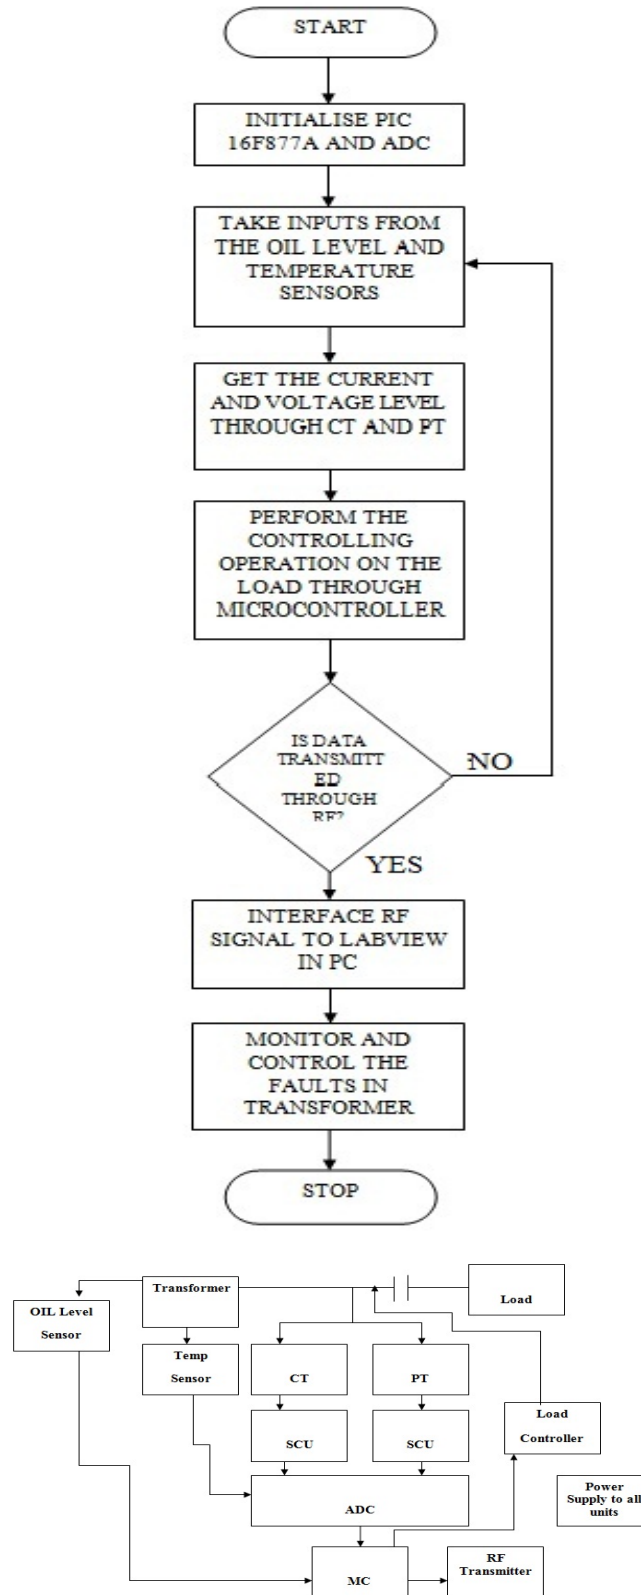 START
INITIALISE PIC
16F877A AND ADC
TAKE INPUTS FROM
THE OIL LEVEL AND
TEMPERATURE
SENSORS
GET THE CURRENT
AND VOLTAGE LEVEL
THROUGH CT AND PT
PERFORM THE
CONTROLLING
OPERATION ON THE
LOAD THROUGH
MICROCONTROLLER
IS DATA
TRANSMITT
ED
THROUGH
RF?
NO
YES
INTERFACE RF
SIGNAL TO LABVIEW
IN PC
MONITOR AND
CONTROL THE
FAULTS IN
TRANSFORMER
STOP
Transformer
Load
OIL Level
Sensor
Temp
Sensor
CT
PT
SCU
SCU
Load
Controller
Power
Supply to all
units
ADC
MC
RF
Transmitter